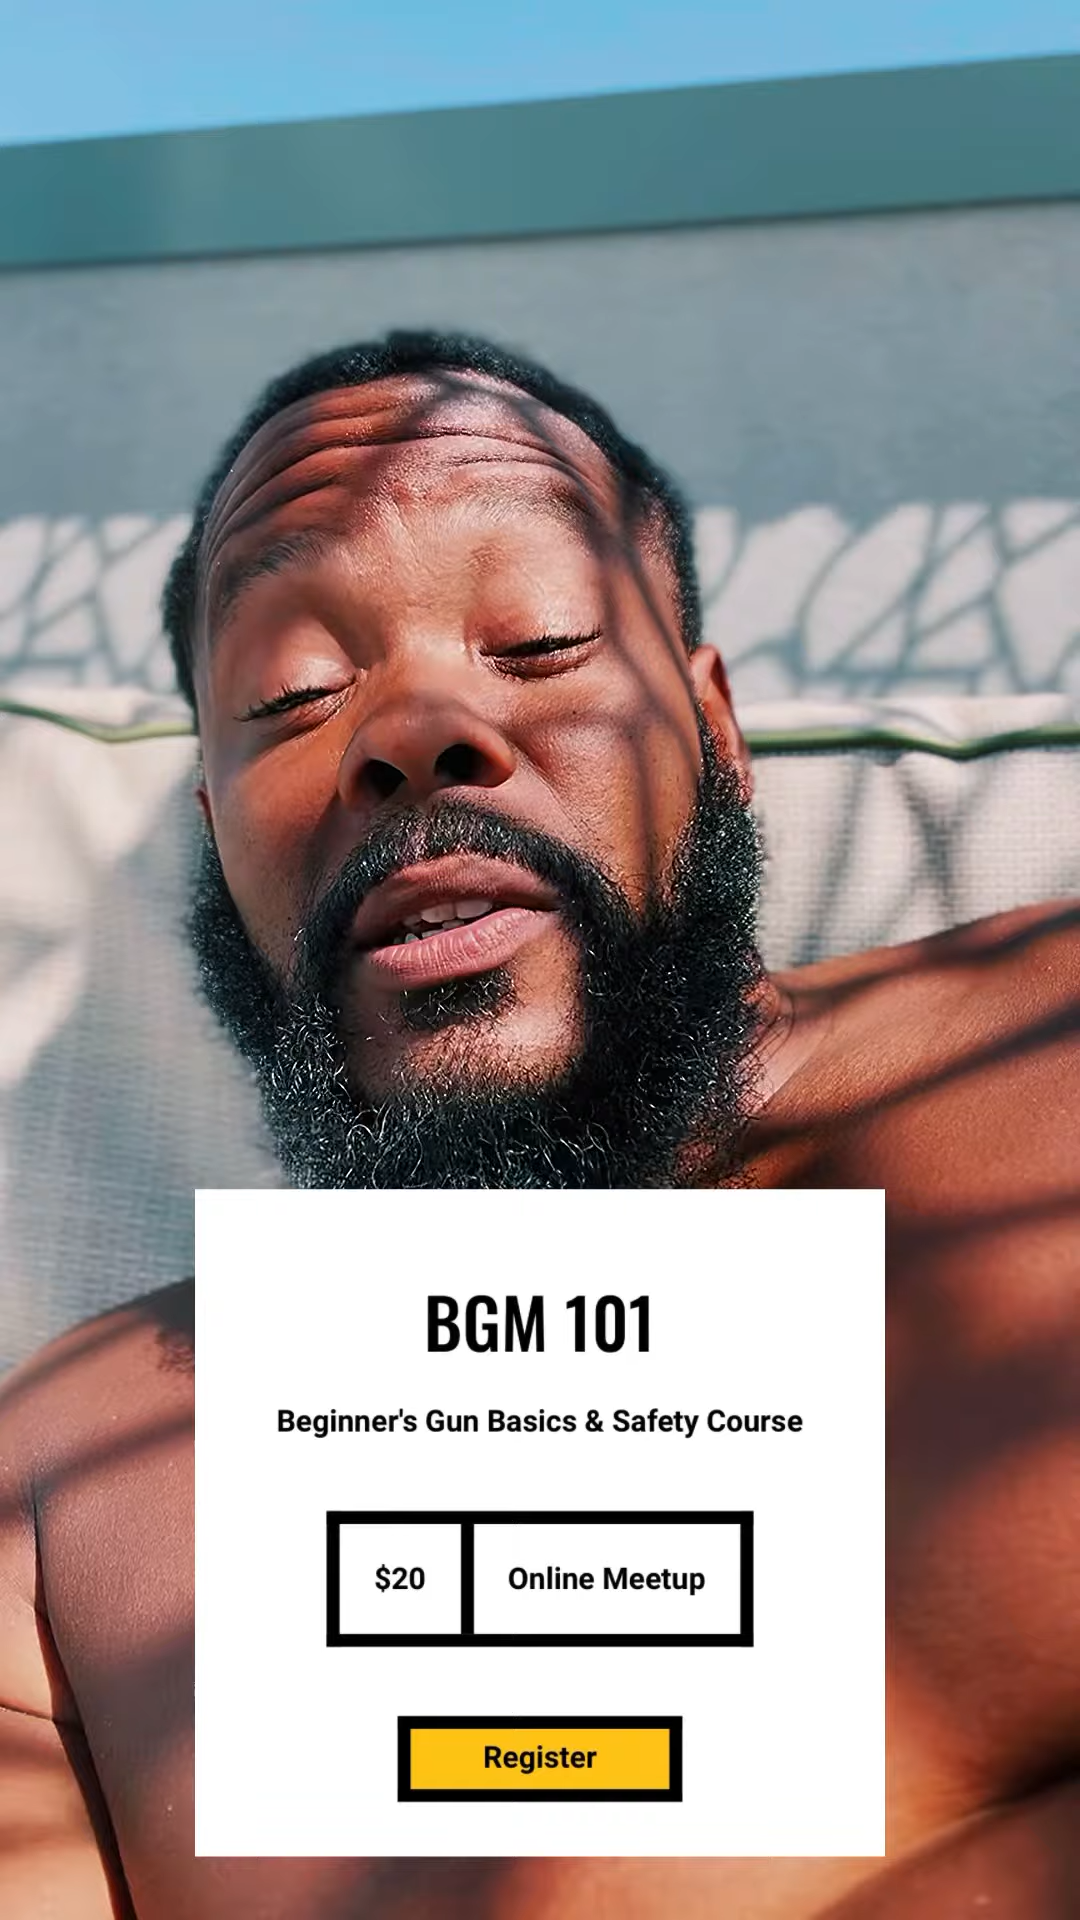 BGM 101
Beginner's Gun Basics & Safety Course
$20
Online Meetup
Register